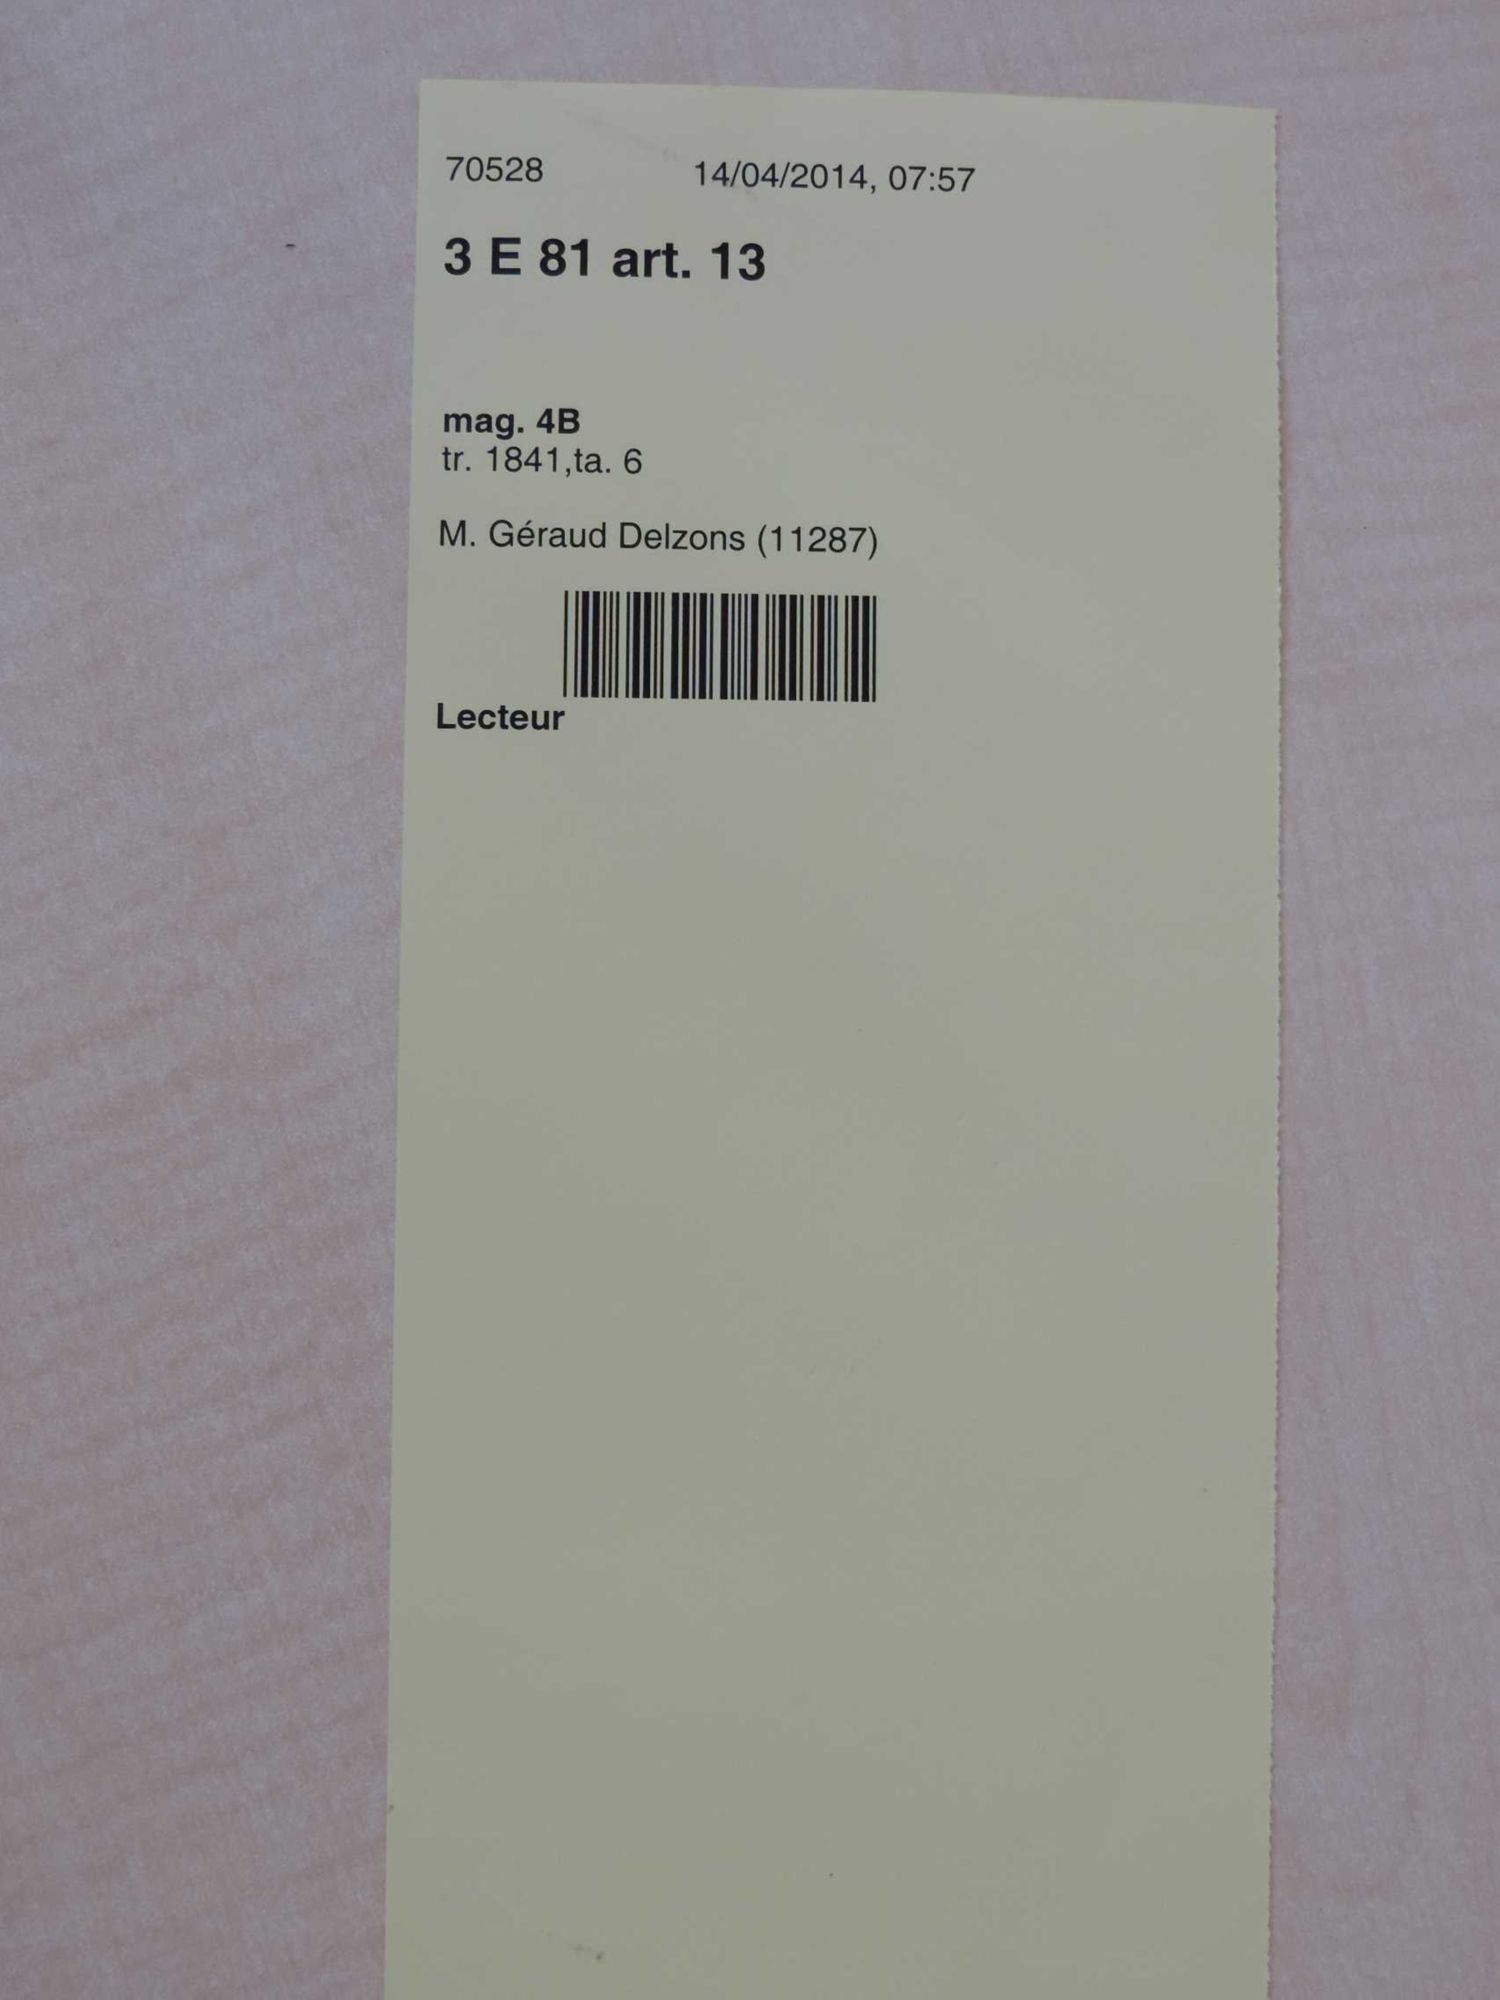 70528 14/04/2014, 07:57
3 E 81 art. 13
mag. 4B
tr. 1841,ta. 6
M. Géraud Delzons (11287)
Lecteur